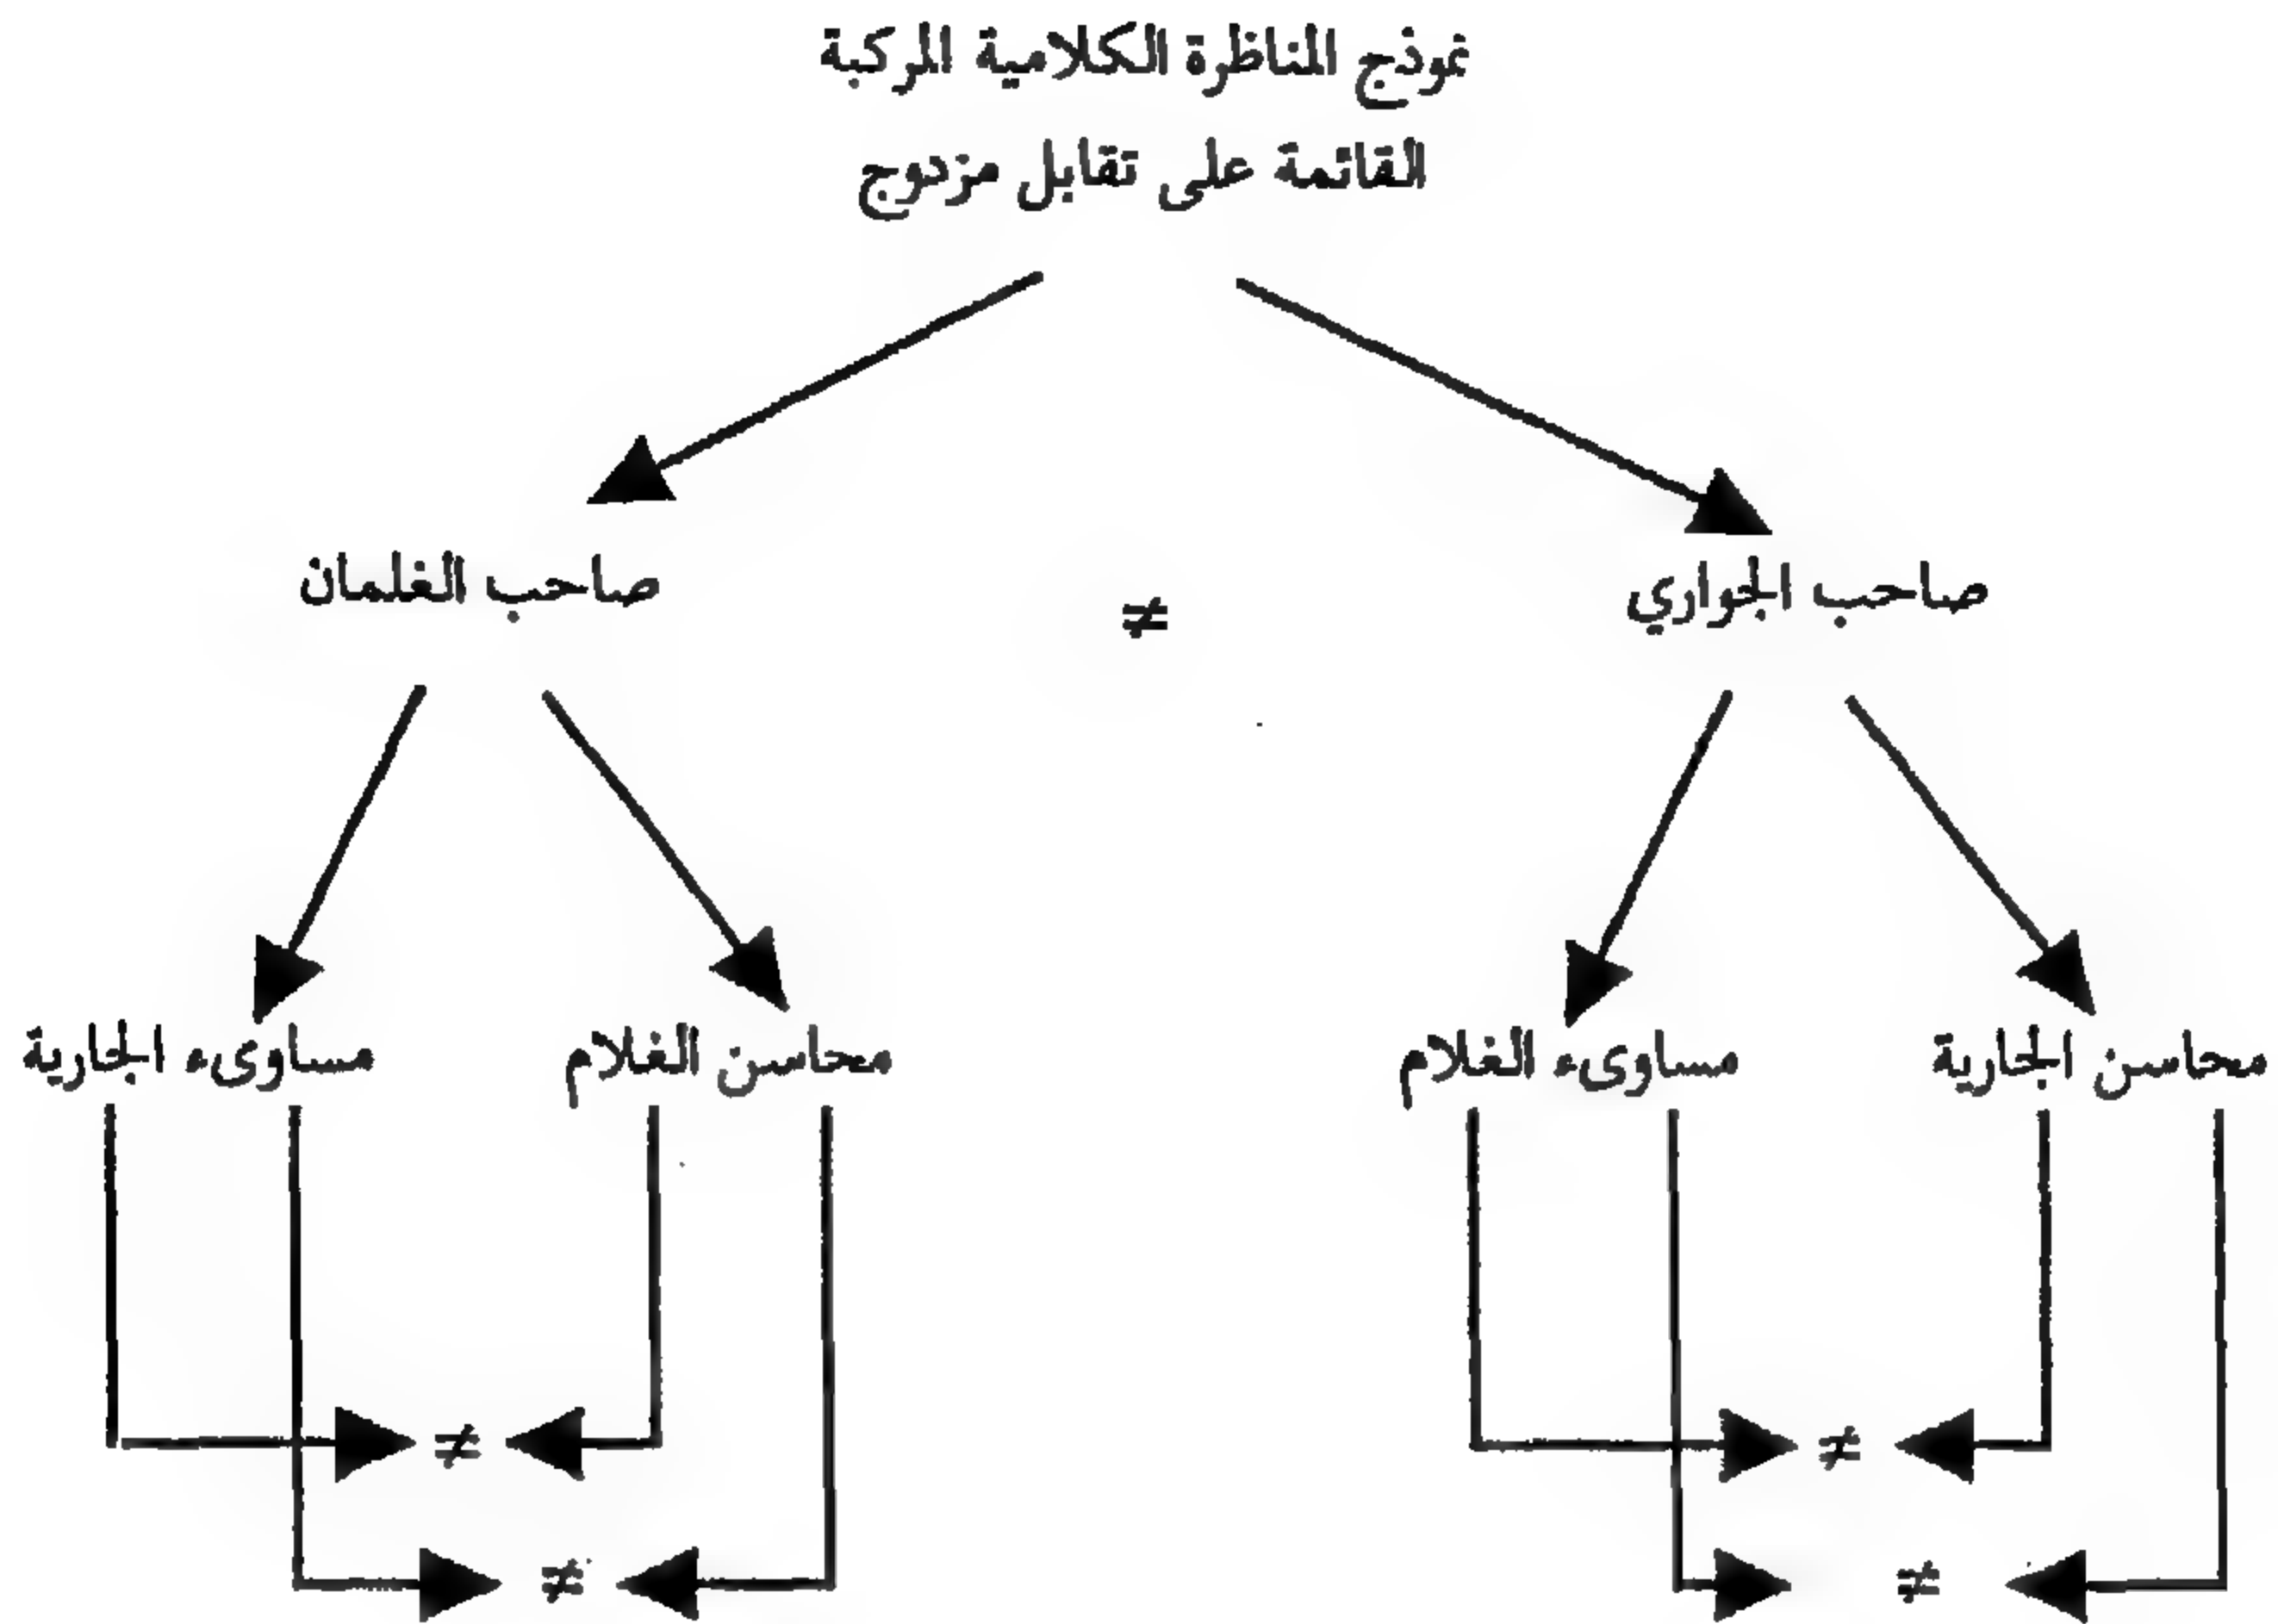 نموذج المناظرة الكلامية المركبة
القائمة على تقابل مزدوج
صاحب الجواري ≠ صاحب الغلمان
محاسن الجارية مساوىء الغلام محاسن الغلام مساوىء الجارية
≠ ≠
≠ ≠